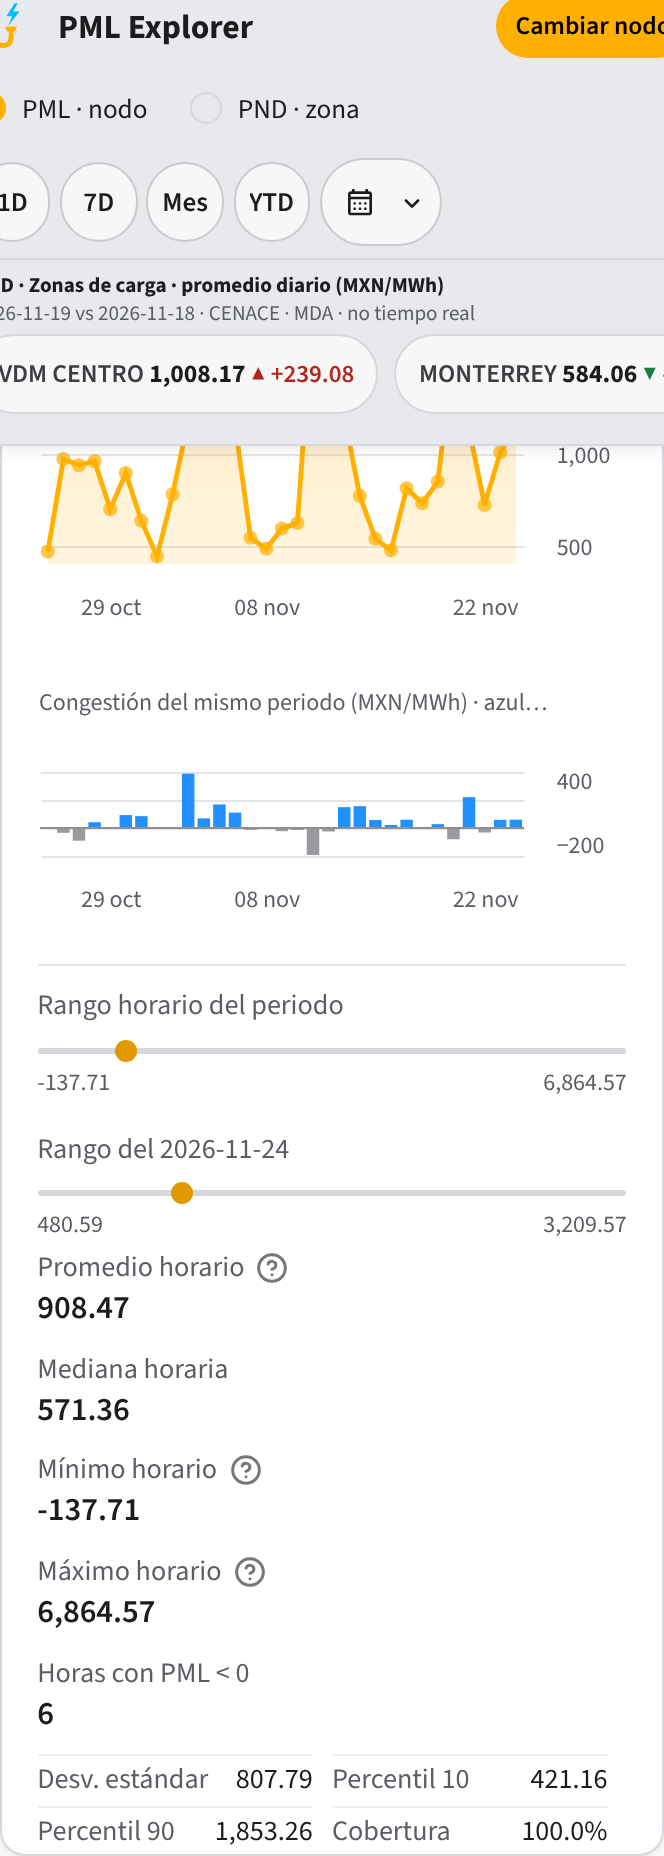 PML Explorer
Cambiar nodo
PML · nodo
PND · zona
1D
7D
Mes
YTD
D · Zonas de carga · promedio diario (MXN/MWh)
26-11-19 vs 2026-11-18 · CENACE · MDA · no tiempo real
VDM CENTRO 1,008.17 ▲ +239.08
MONTERREY 584.06 ▼
1,000
500
29 oct
08 nov
22 nov
Congestión del mismo periodo (MXN/MWh) · azul…
400
−200
29 oct
08 nov
22 nov
Rango horario del periodo
-137.71
6,864.57
Rango del 2026-11-24
480.59
3,209.57
Promedio horario ?
908.47
Mediana horaria
571.36
Mínimo horario ?
-137.71
Máximo horario ?
6,864.57
Horas con PML < 0
6
Desv. estándar 807.79
Percentil 10 421.16
Percentil 90 1,853.26
Cobertura 100.0%